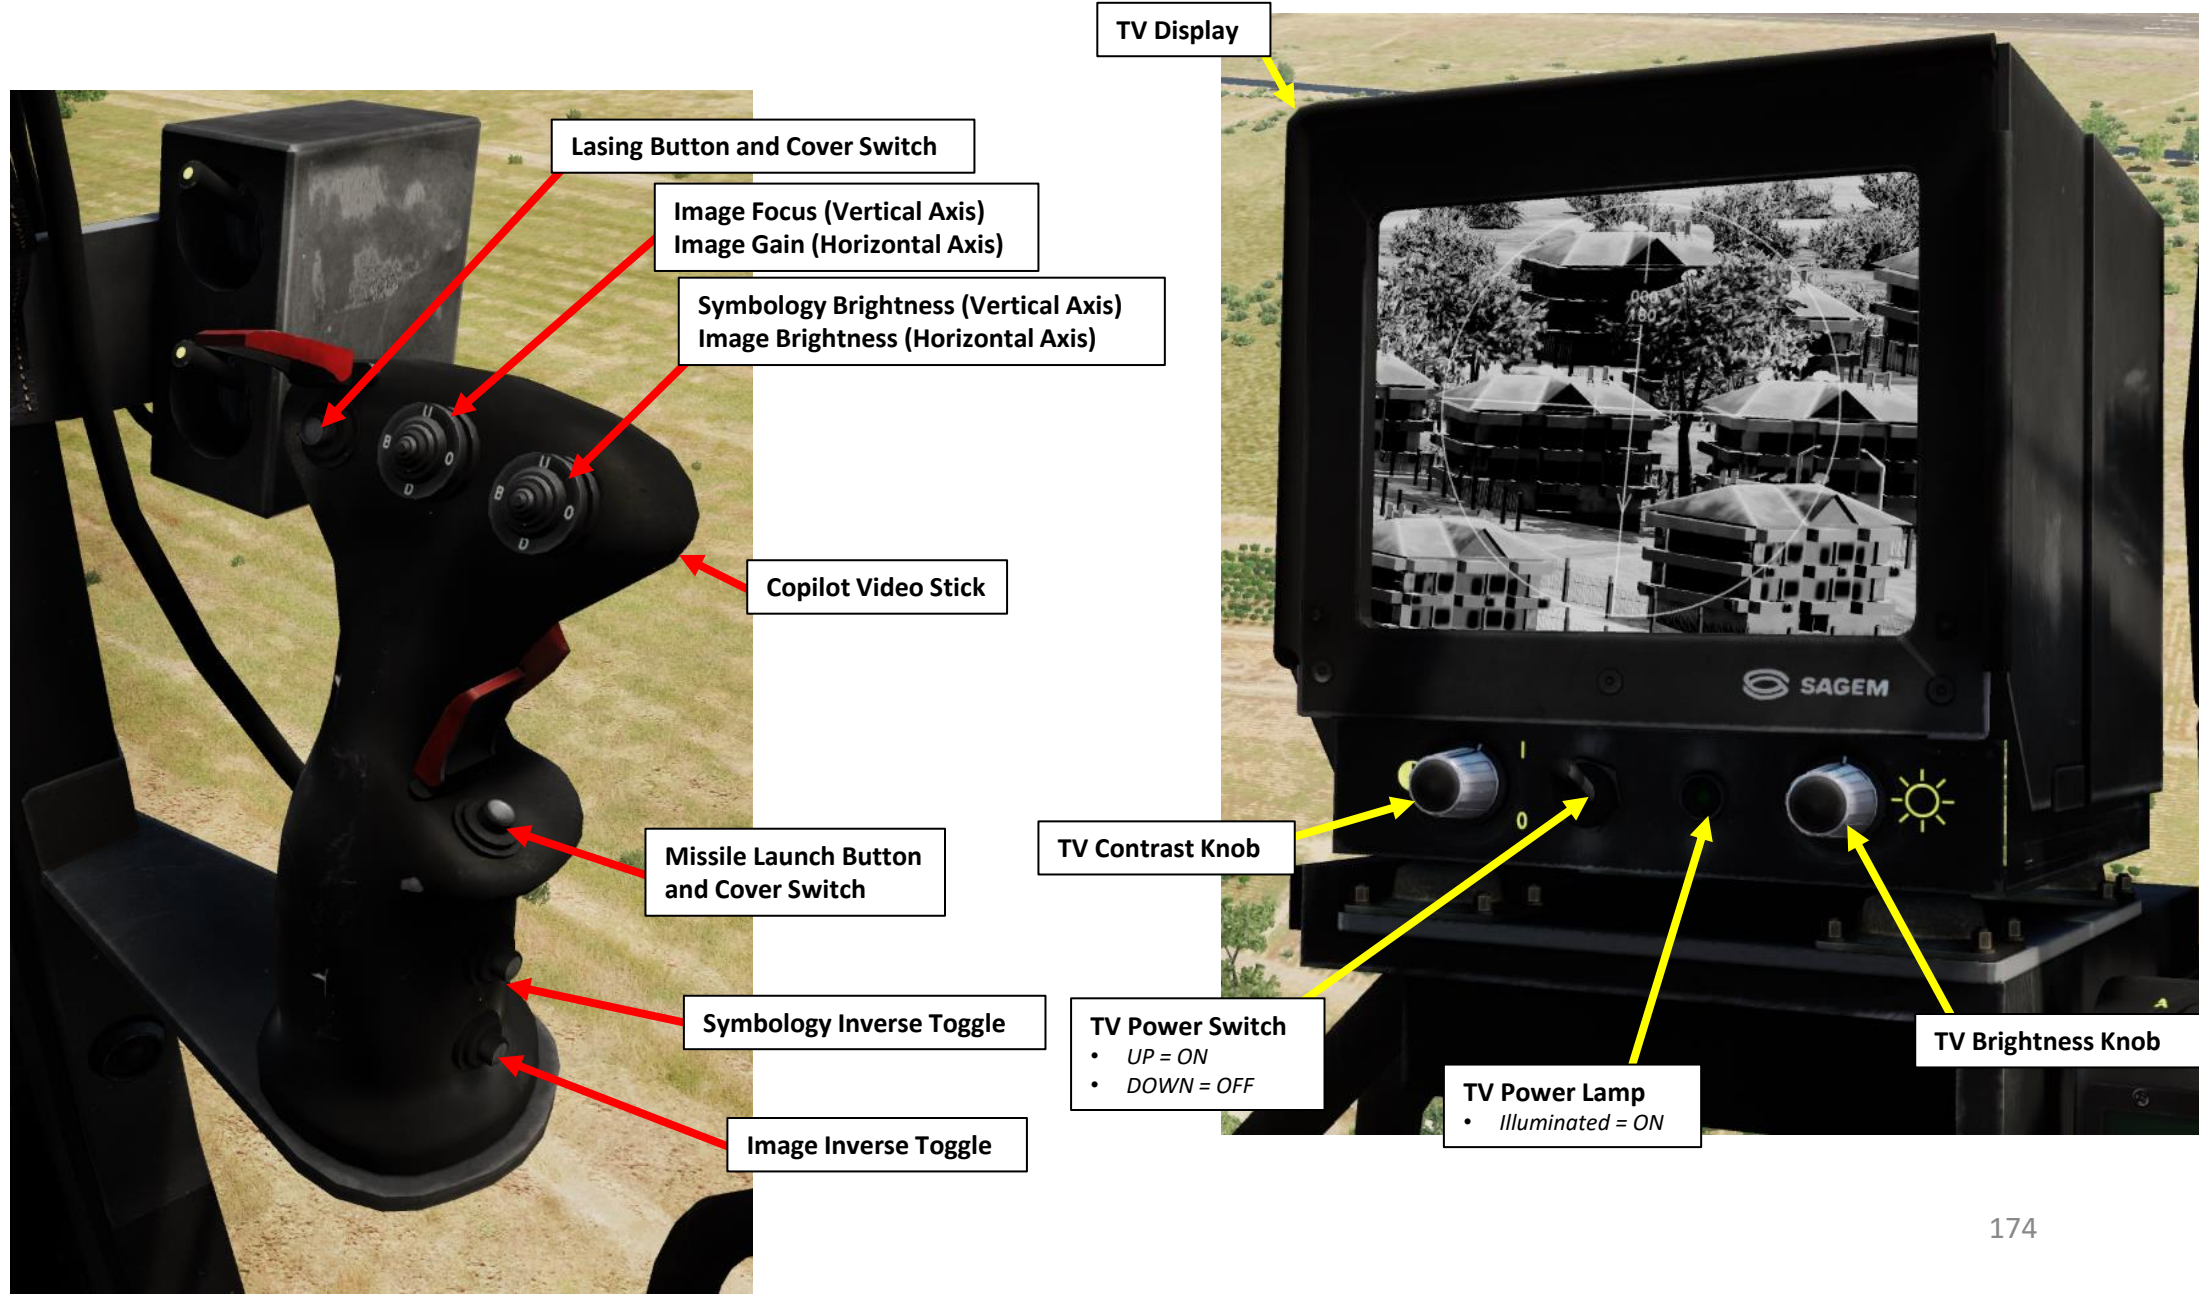 TV Display
Lasing Button and Cover Switch
Image Focus (Vertical Axis)
Image Gain (Horizontal Axis)
Symbology Brightness (Vertical Axis)
Image Brightness (Horizontal Axis)
U
B
O
D
U
B
O
D
Copilot Video Stick
Missile Launch Button
and Cover Switch
Symbology Inverse Toggle
Image Inverse Toggle
000
180
SAGEM
I
0
TV Contrast Knob
TV Power Switch
• UP = ON
• DOWN = OFF
TV Power Lamp
• Illuminated = ON
TV Brightness Knob
A
174